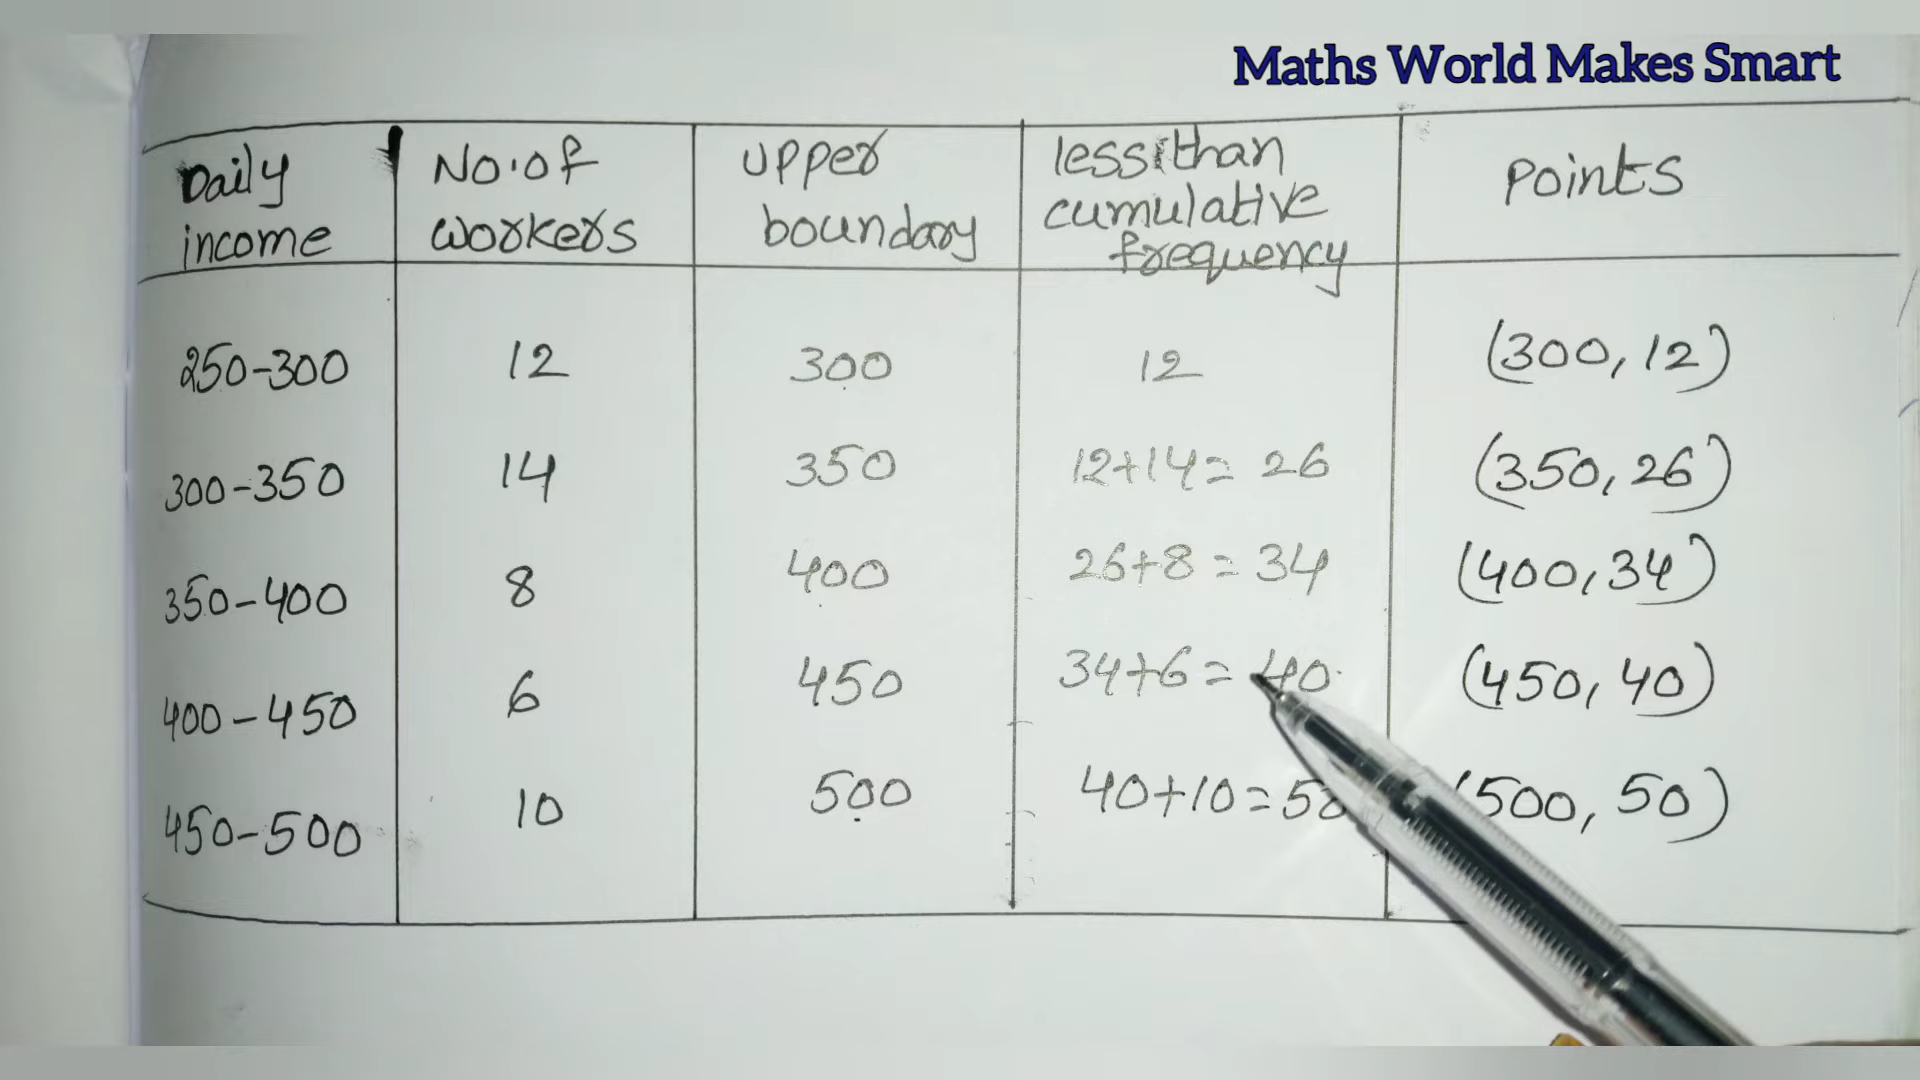 Maths World Makes Smart
Daily income
No. of workers
upper boundary
less than cumulative frequency
Points
250-300 12 300 12 (300, 12)
300-350 14 350 12+14= 26 (350, 26)
350-400 8 400 26+8 = 34 (400, 34)
400-450 6 450 34+6= 40 (450, 40)
450-500 10 500 40+10=50 (500, 50)